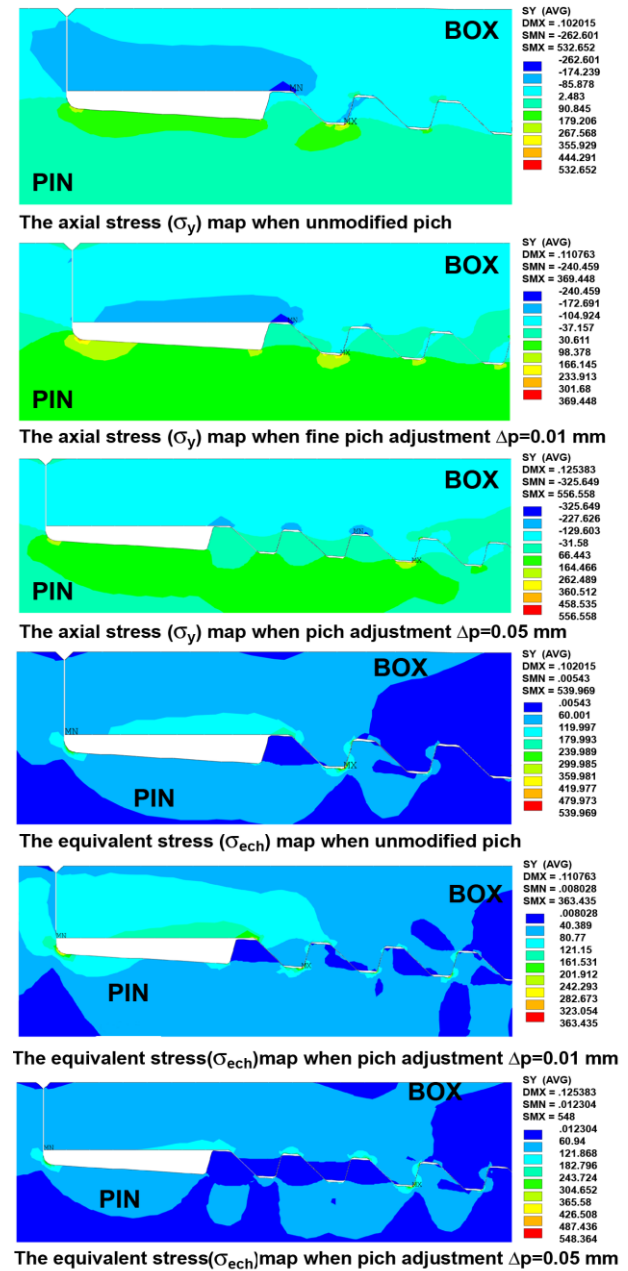 BOX
PIN
MN
MX
SY (AVG)
DMX = .102015
SMN = -262.601
SMX = 532.652
-262.601
-174.239
-85.878
2.483
90.845
179.206
267.568
355.929
444.291
532.652
The axial stress (σy) map when unmodified pich
BOX
PIN
MN
MX
SY (AVG)
DMX = .110763
SMN = -240.459
SMX = 369.448
-240.459
-172.691
-104.924
-37.157
30.611
98.378
166.145
233.913
301.68
369.448
The axial stress (σy) map when fine pich adjustment Δp=0.01 mm
BOX
PIN
MN
MX
SY (AVG)
DMX = .125383
SMN = -325.649
SMX = 556.558
-325.649
-227.626
-129.603
-31.58
66.443
164.466
262.489
360.512
458.535
556.558
The axial stress (σy) map when pich adjustment Δp=0.05 mm
BOX
MN
MX
PIN
SY (AVG)
DMX = .102015
SMN = .00543
SMX = 539.969
.00543
60.001
119.997
179.993
239.989
299.985
359.981
419.977
479.973
539.969
The equivalent stress (σech) map when unmodified pich
BOX
MN
MX
PIN
SY (AVG)
DMX = .110763
SMN = .008028
SMX = 363.435
.008028
40.389
80.77
121.15
161.531
201.912
242.293
282.673
323.054
363.435
The equivalent stress(σech)map when pich adjustment Δp=0.01 mm
BOX
MN
MX
PIN
SY (AVG)
DMX = .125383
SMN = .012304
SMX = 548
.012304
60.94
121.868
182.796
243.724
304.652
365.58
426.508
487.436
548.364
The equivalent stress(σech)map when pich adjustment Δp=0.05 mm